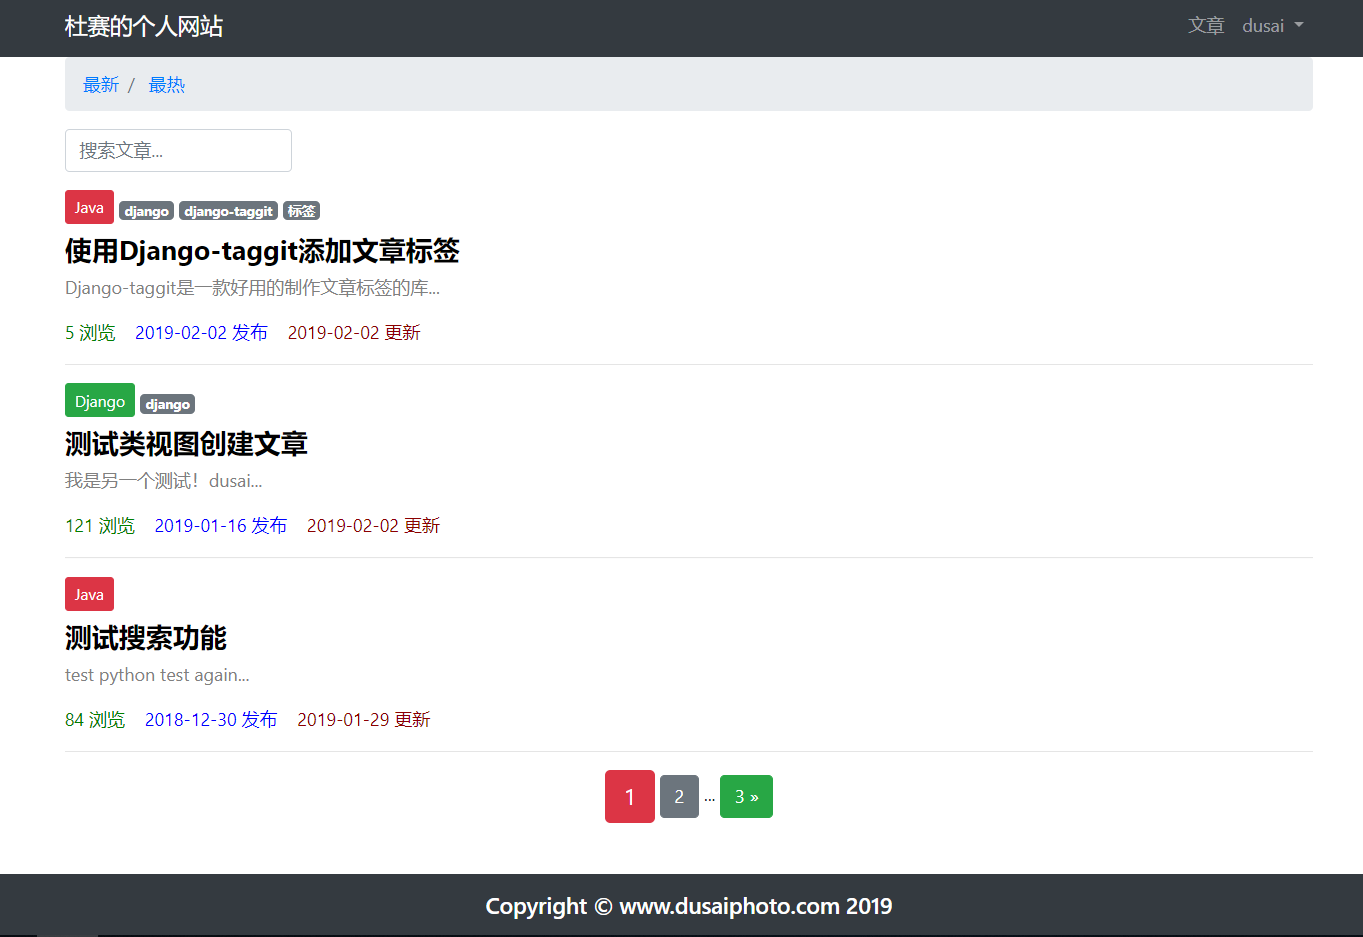 杜赛的个人网站 文章 dusai
最新 / 最热
搜索文章...
Java django django-taggit 标签
使用Django-taggit添加文章标签
Django-taggit是一款好用的制作文章标签的库...
5 浏览 2019-02-02 发布 2019-02-02 更新
Django django
测试类视图创建文章
我是另一个测试！dusai...
121 浏览 2019-01-16 发布 2019-02-02 更新
Java
测试搜索功能
test python test again...
84 浏览 2018-12-30 发布 2019-01-29 更新
1 2 ... 3 »
Copyright © www.dusaiphoto.com 2019